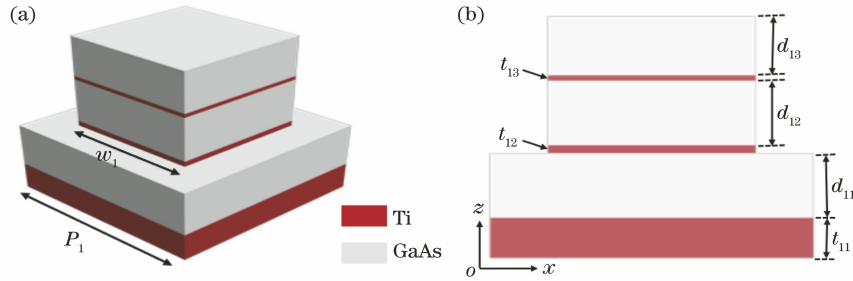 (a)
w₁
P₁
Ti
GaAs
(b)
t₁₃
d₁₃
d₁₂
t₁₂
d₁₁
z
t₁₁
o
x